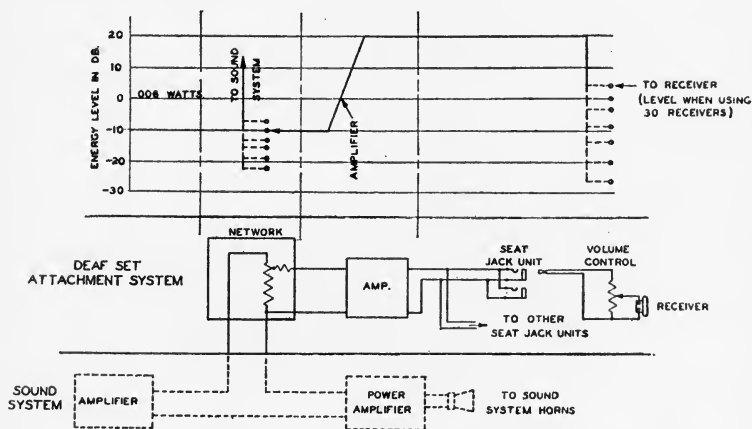 ENERGY LEVEL IN DB.
20
10
0
-10
-20
-30
.006 WATTS
TO SOUND
SYSTEM
AMPLIFIER
TO RECEIVER
(LEVEL WHEN USING
30 RECEIVERS)
DEAF SET
ATTACHMENT SYSTEM
NETWORK
AMP.
SEAT
JACK UNIT
VOLUME
CONTROL
RECEIVER
TO OTHER
SEAT JACK UNITS
SOUND
SYSTEM
AMPLIFIER
POWER
AMPLIFIER
TO SOUND
SYSTEM HORNS